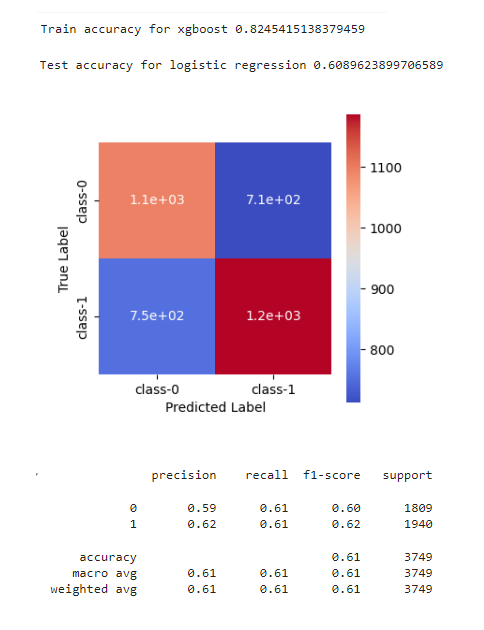 Train accuracy for xgboost 0.8245415138379459
Test accuracy for logistic regression 0.6089623899706589
class-0
1.1e+03 7.1e+02
class-1
7.5e+02 1.2e+03
True Label
class-0 class-1
Predicted Label
1100
1000
900
800
precision recall f1-score support
0 0.59 0.61 0.60 1809
1 0.62 0.61 0.62 1940
accuracy 0.61 3749
macro avg 0.61 0.61 0.61 3749
weighted avg 0.61 0.61 0.61 3749